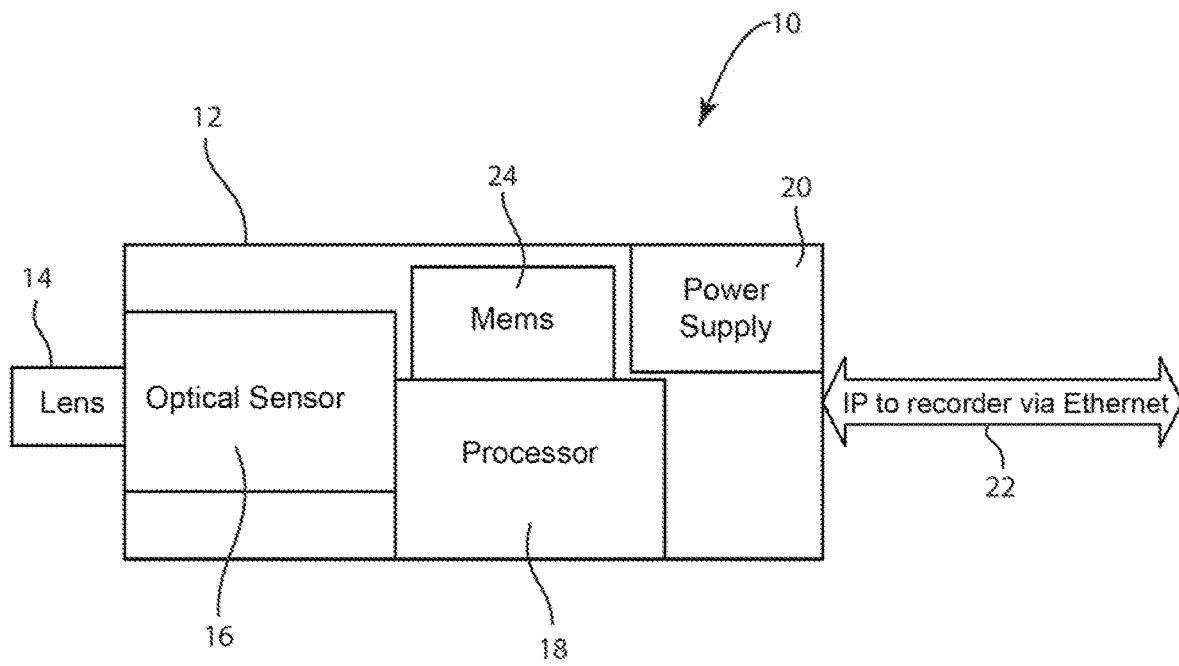 10
12
24
20
14
Power
Supply
Mems
Lens
Optical Sensor
IP to recorder via Ethernet
Processor
22
16
18